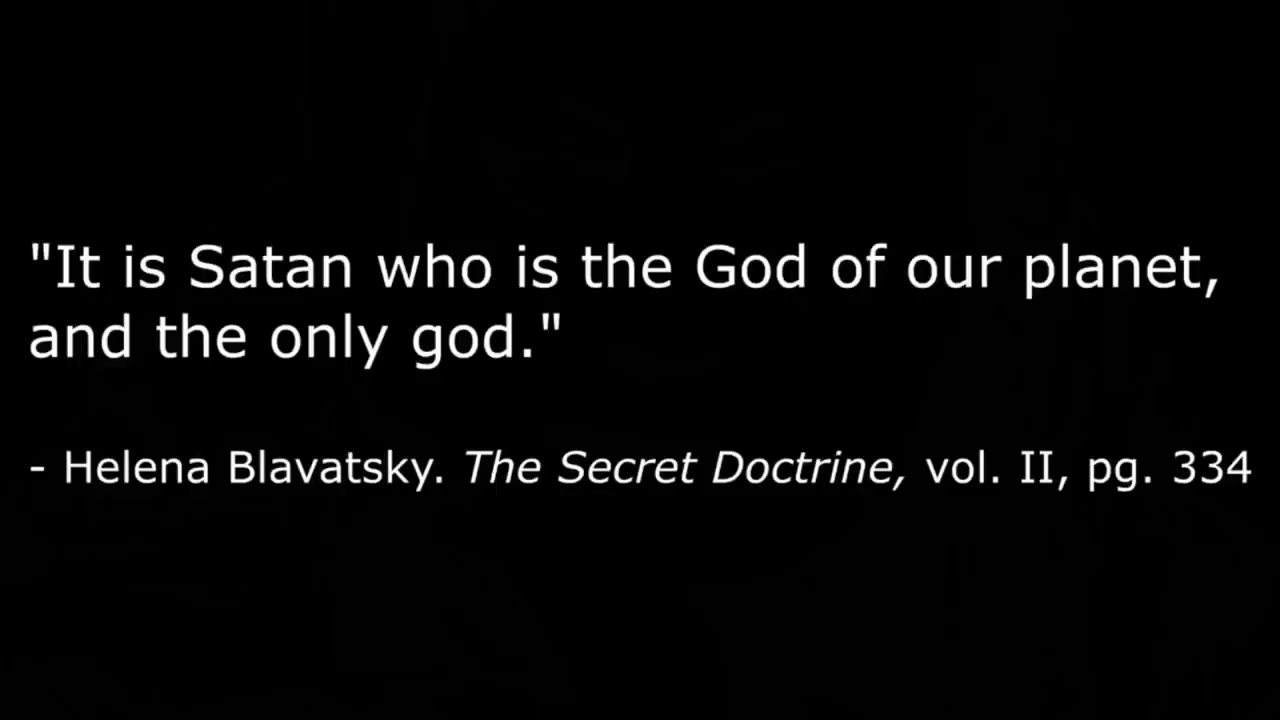 "It is Satan who is the God of our planet,
and the only god."
- Helena Blavatsky. The Secret Doctrine, vol. II, pg. 334